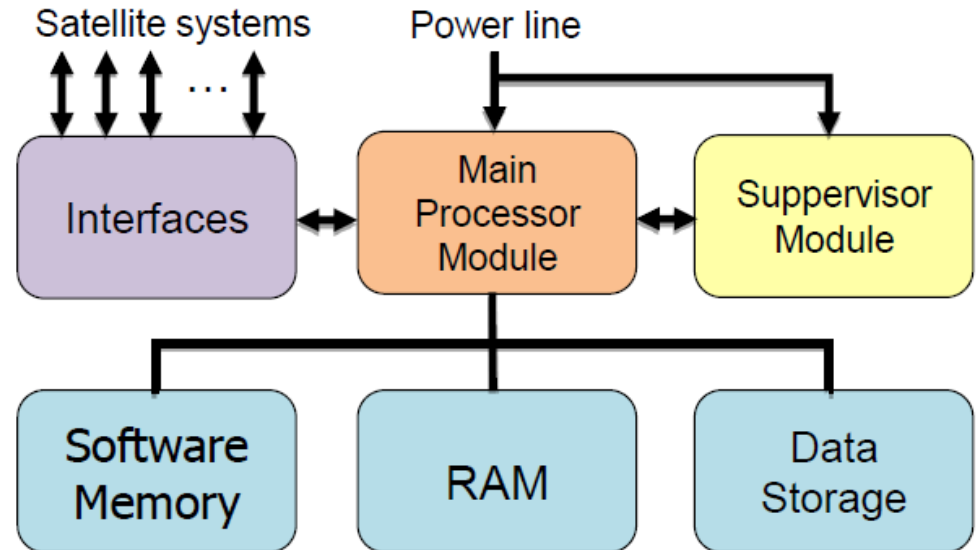 Satellite systems
Power line
...
Interfaces
Main
Processor
Module
Suppervisor
Module
Software
Memory
RAM
Data
Storage